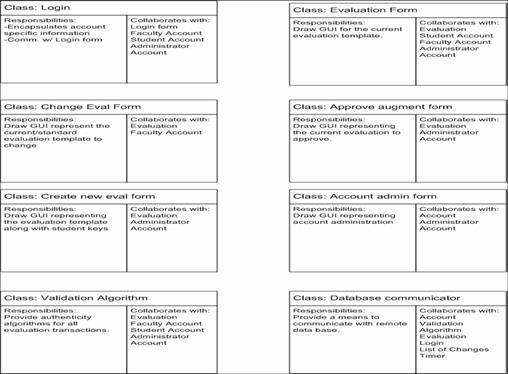 Class: Login
Responsibilities:
-Encapsulates account
specific information
-Comm. w/ Login form
Collaborates with:
Login form
Faculty Account
Student Account
Administrator
Account
Class: Evaluation Form
Responsibilities:
Draw GUI for the current
evaluation template.
Collaborates with:
Evaluation
Student Account
Faculty Account
Administrator
Account
Class: Change Eval Form
Responsibilities:
Draw GUI represent the
current/standard
evaluation template to
change
Collaborates with:
Evaluation
Faculty Account
Class: Approve augment form
Responsibilities:
Draw GUI representing
the current evaluation to
approve.
Collaborates with:
Evaluation
Administrator
Account
Class: Create new eval form
Responsibilities:
Draw GUI representing
the evaluation template
along with student keys
Collaborates with:
Evaluation
Administrator
Account
Class: Account admin form
Responsibilities:
Draw GUI representing
account administration
Collaborates with:
Account
Administrator
Account
Class: Validation Algorithm
Responsibilities:
Provide authenticity
algorithms for all
evaluation transactions.
Collaborates with:
Evaluation
Faculty Account
Student Account
Administrator
Account
Class: Database communicator
Responsibilities:
Provide a means to
communicate with remote
data base.
Collaborates with:
Account
Validation
Algorithm
Evaluation
Login
List of Changes
Timer